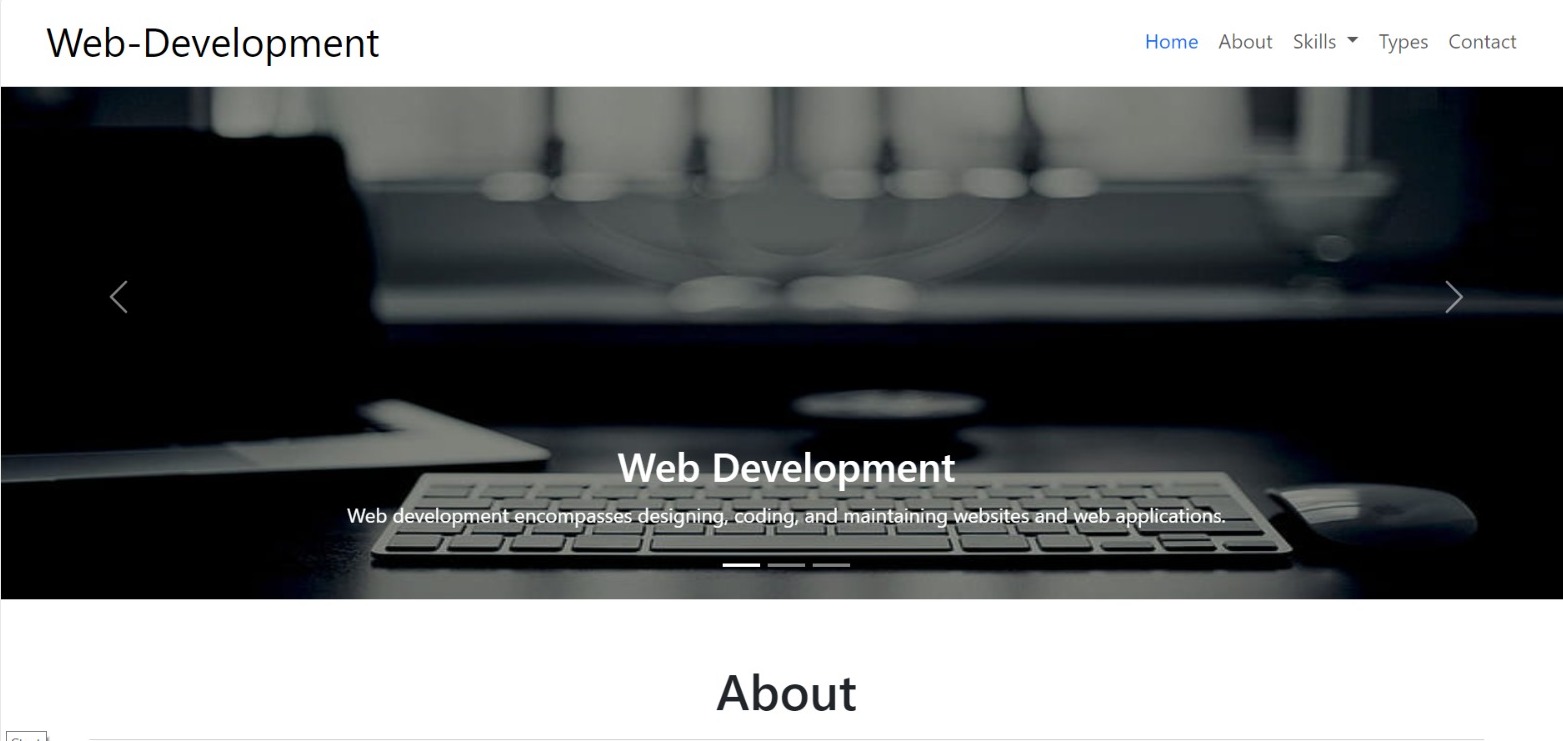 Web-Development
Home About Skills Types Contact
Web Development
Web development encompasses designing, coding, and maintaining websites and web applications.
About